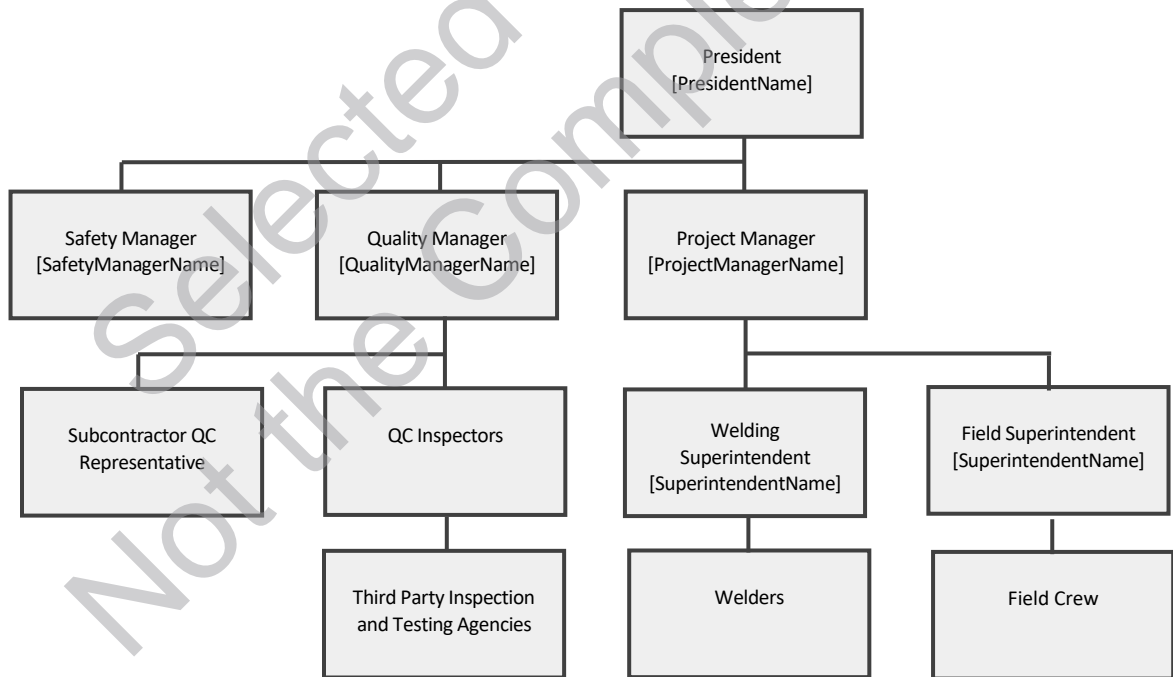 President
[PresidentName]
Safety Manager
[SafetyManagerName]
Quality Manager
[QualityManagerName]
Project Manager
[ProjectManagerName]
Subcontractor QC
Representative
QC Inspectors
Welding
Superintendent
[SuperintendentName]
Field Superintendent
[SuperintendentName]
Third Party Inspection
and Testing Agencies
Welders
Field Crew
Selected
Not the